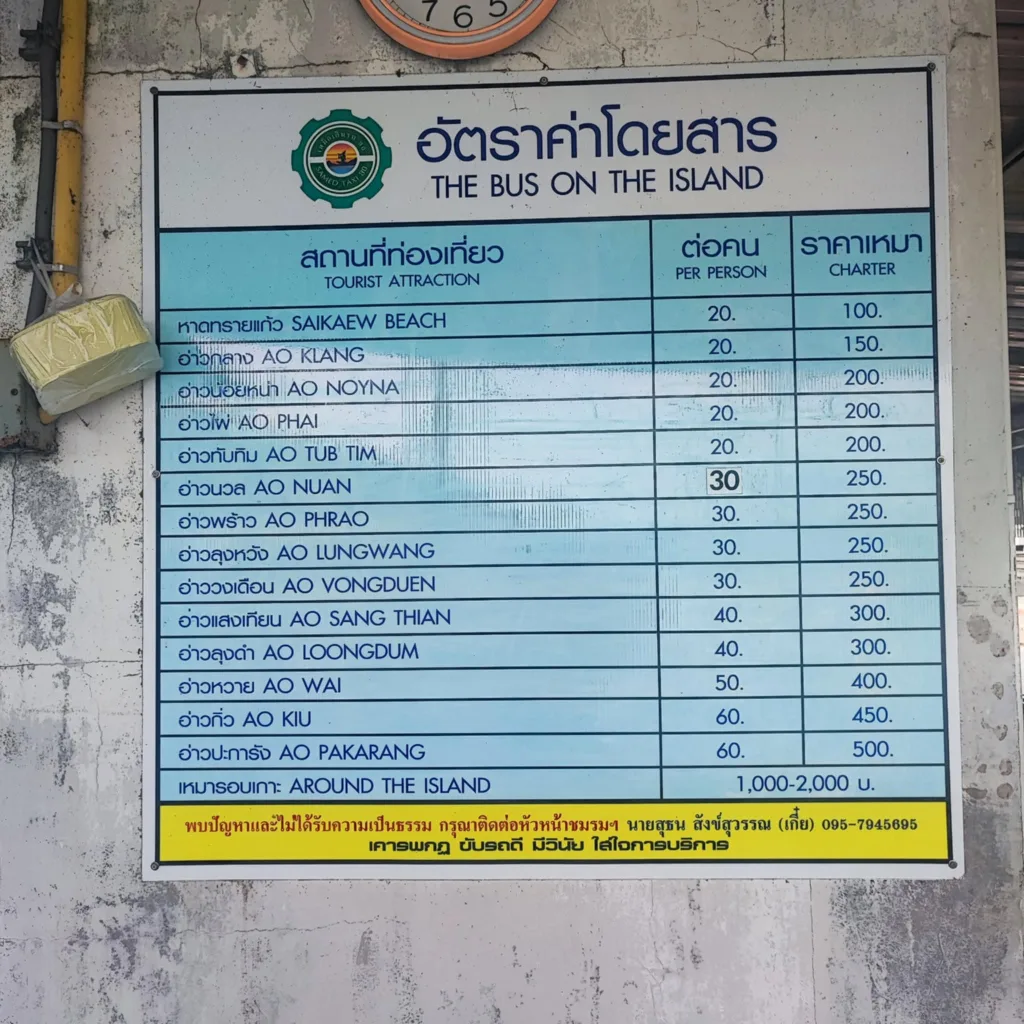 7 6 5
SAMED TAXI
อัตราค่าโดยสาร
THE BUS ON THE ISLAND
สถานที่ท่องเที่ยว ต่อคน ราคาเหมา
TOURIST ATTRACTION PER PERSON CHARTER
หาดทรายแก้ว SAIKAEW BEACH 20. 100.
อ่าวกลาง AO KLANG 20. 150.
อ่าวน้อยหน่า AO NOYNA 20. 200.
อ่าวไผ่ AO PHAI 20. 200.
อ่าวทับทิม AO TUB TIM 20. 200.
อ่าวนวล AO NUAN 30 250.
อ่าวพร้าว AO PHRAO 30. 250.
อ่าวลุงหวัง AO LUNGWANG 30. 250.
อ่าววงเดือน AO VONGDUEN 30. 250.
อ่าวแสงเทียน AO SANG THIAN 40. 300.
อ่าวลุงดำ AO LOONGDUM 40. 300.
อ่าวหวาย AO WAI 50. 400.
อ่าวกิ่ว AO KIU 60. 450.
อ่าวปะการัง AO PAKARANG 60. 500.
เหมารอบเกาะ AROUND THE ISLAND 1,000-2,000 บ.
พบปัญหาและไม่ได้รับความเป็นธรรม กรุณาติดต่อหัวหน้าชมรมฯ นายสุธน สังข์สุวรรณ (เกี๋ย) 095-7945695
เคารพกฎ ขับรถดี มีวินัย ใส่ใจการบริการ